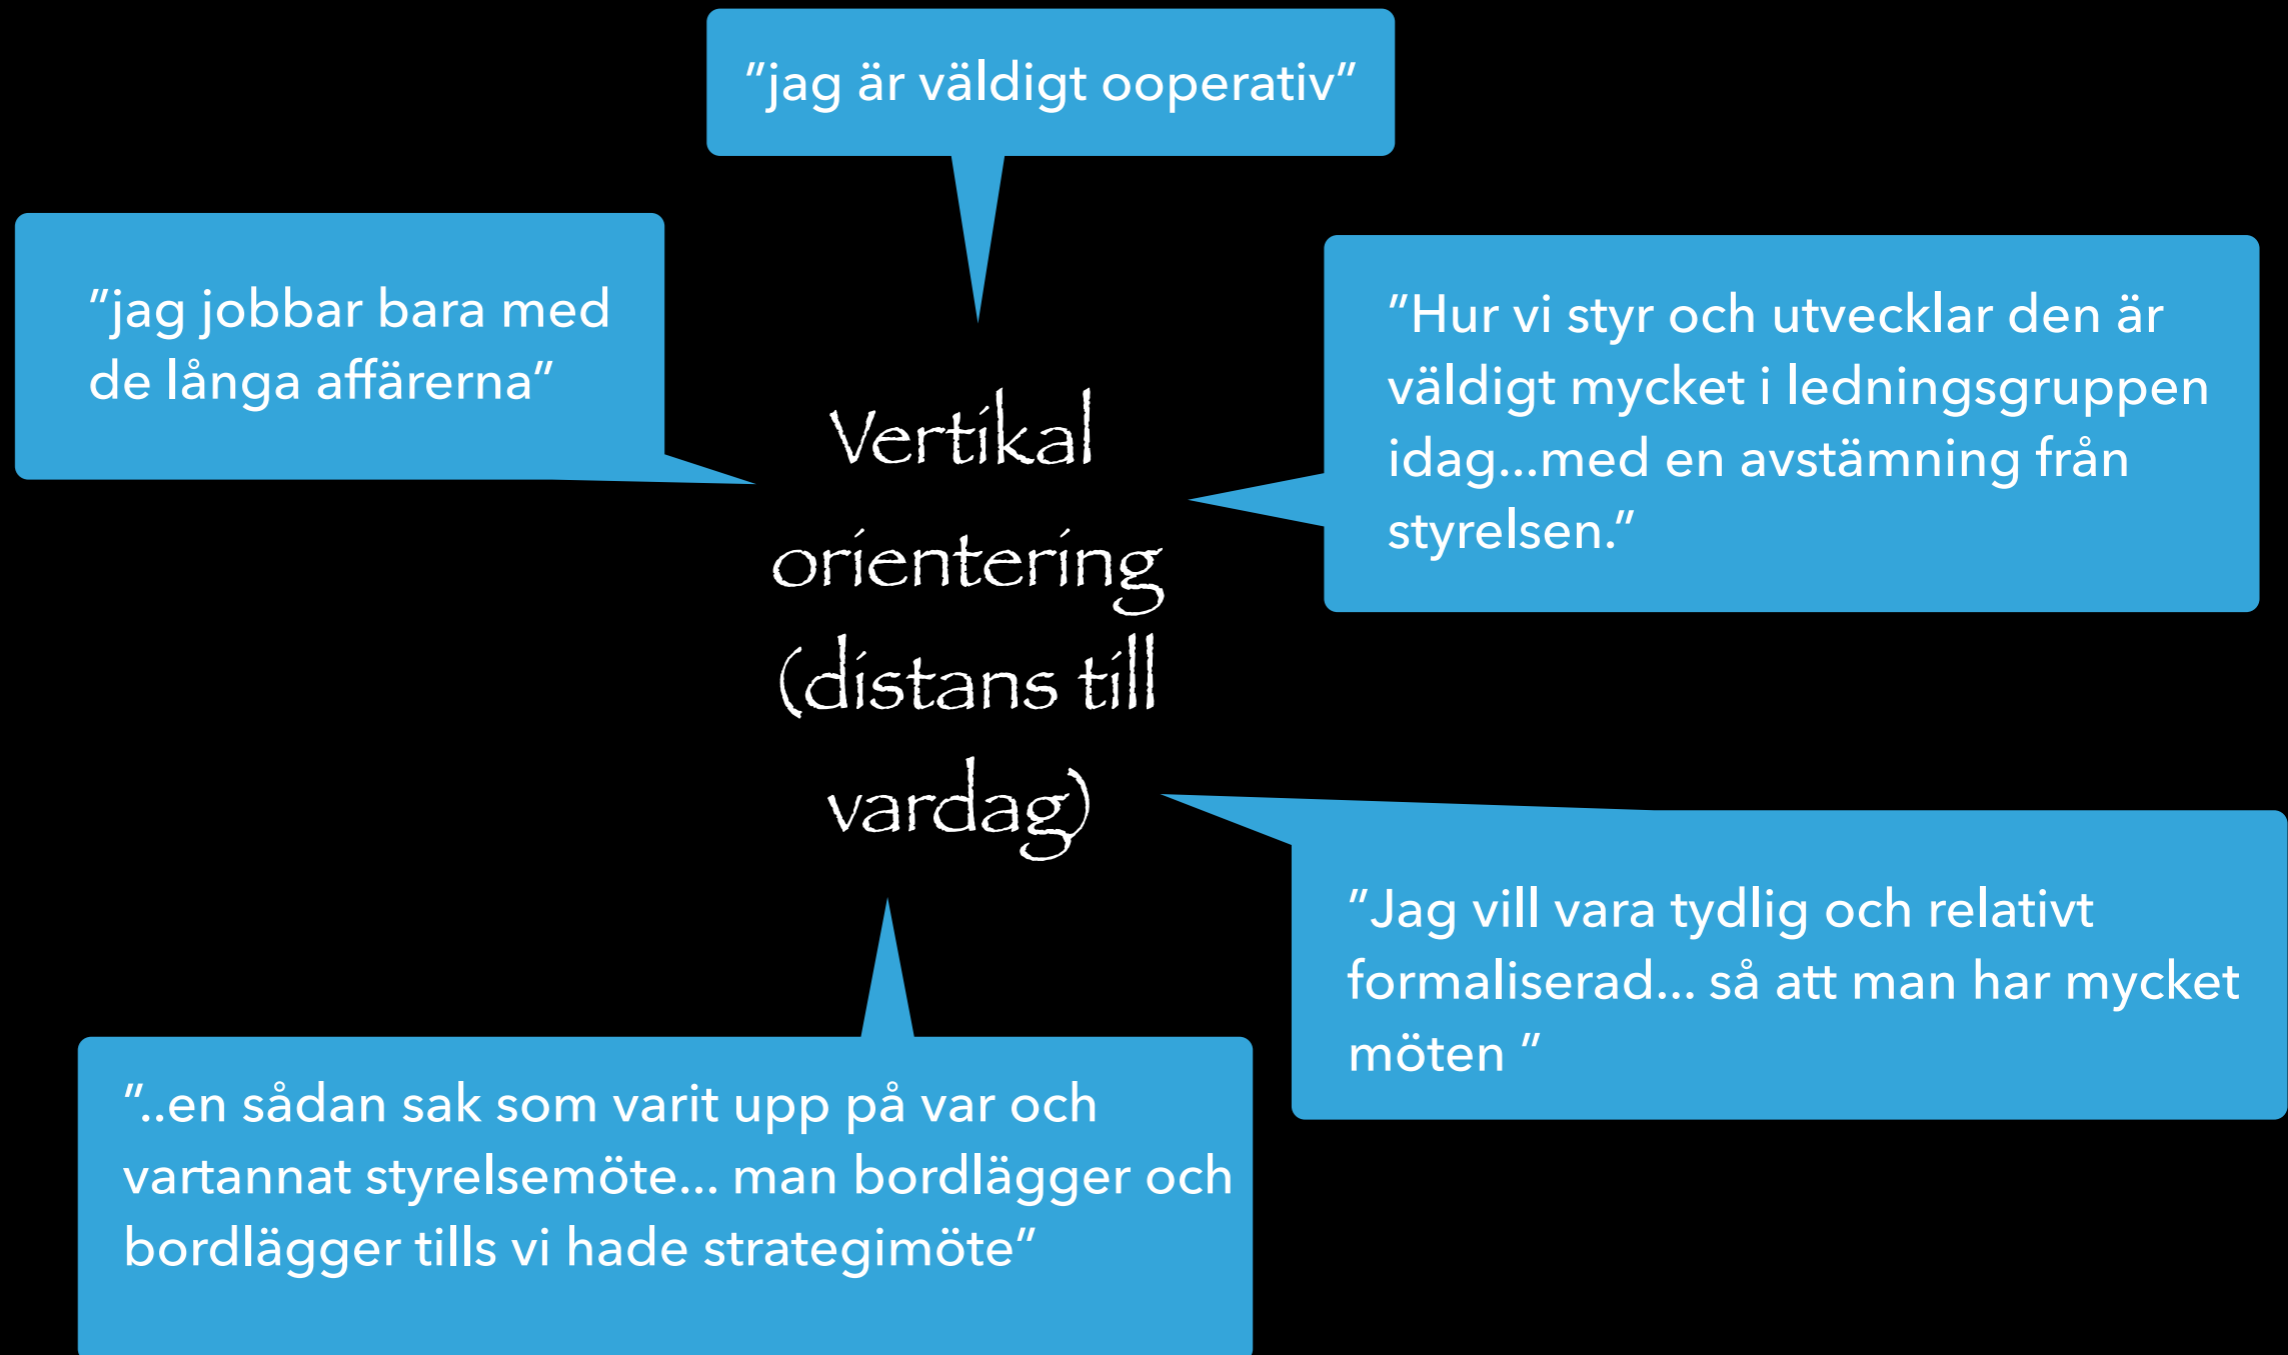 "jag är väldigt ooperativ"
"jag jobbar bara med
de långa affärerna"
"Hur vi styr och utvecklar den är
väldigt mycket i ledningsgruppen
idag...med en avstämning från
styrelsen."
Vertikal
orientering
(distans till
vardag)
"Jag vill vara tydlig och relativt
formaliserad... så att man har mycket
möten "
"..en sådan sak som varit upp på var och
vartannat styrelsemöte... man bordlägger och
bordlägger tills vi hade strategimöte"